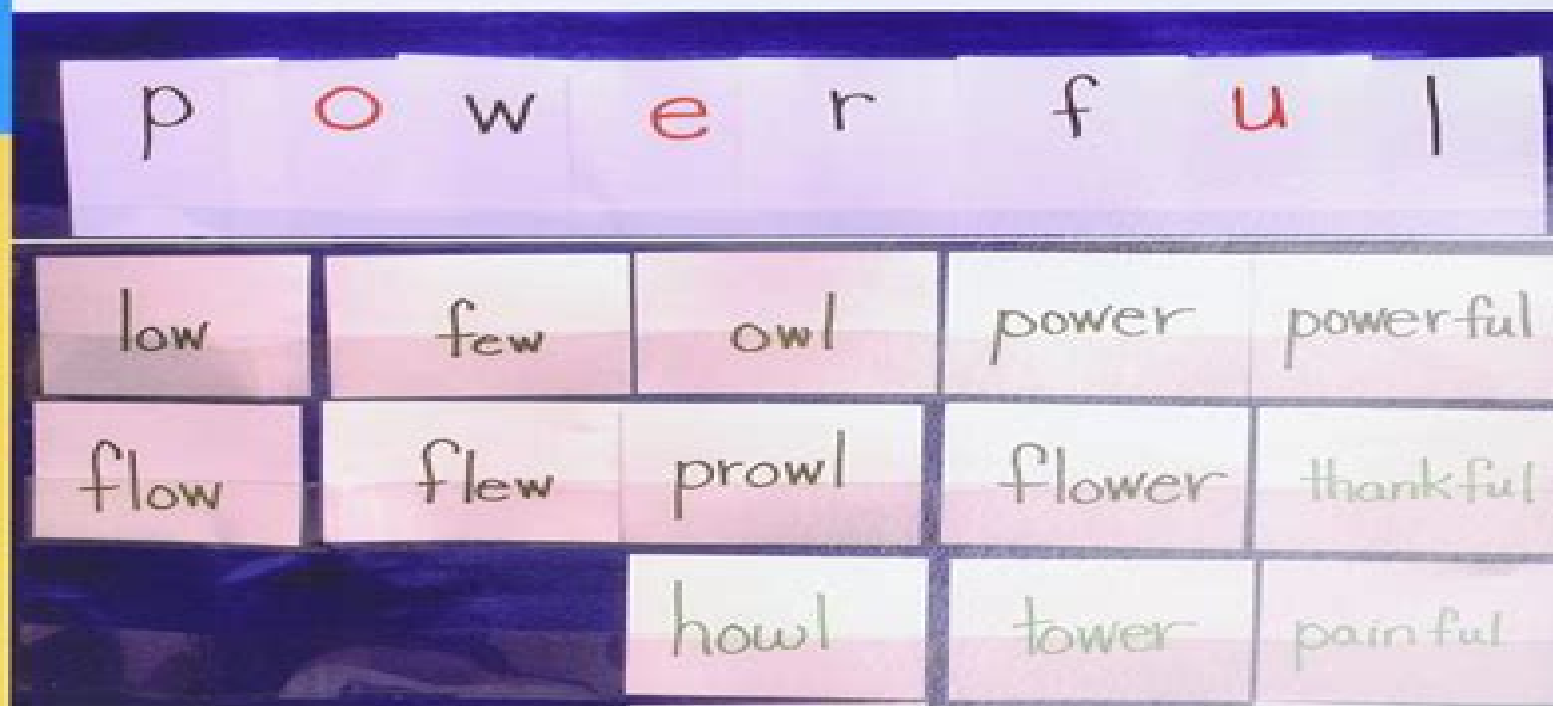 p o w e r f u l
low few owl power powerful
flow flew prowl flower thankful
howl tower painful